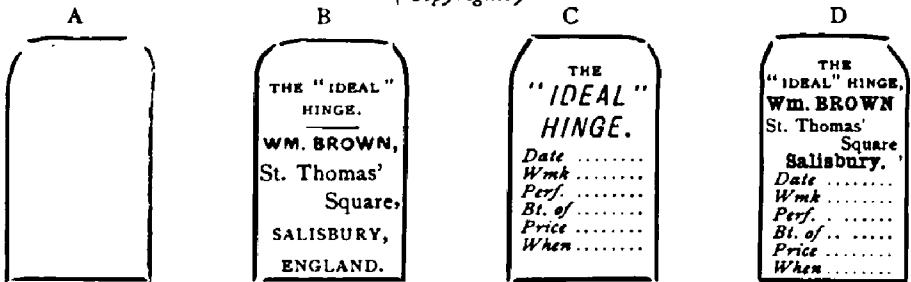 (Copyright)
A B C D
THE "IDEAL"
HINGE.
WM. BROWN,
St. Thomas'
Square,
SALISBURY,
ENGLAND.
THE
"IDEAL"
HINGE.
Date ........
Wmk ........
Perf. ........
Bt. of ........
Price ........
When ........
THE
"IDEAL" HINGE,
Wm. BROWN
St. Thomas'
Square
Salisbury.
Date ........
Wmk ........
Perf. ........
Bt. of ........
Price ........
When ........